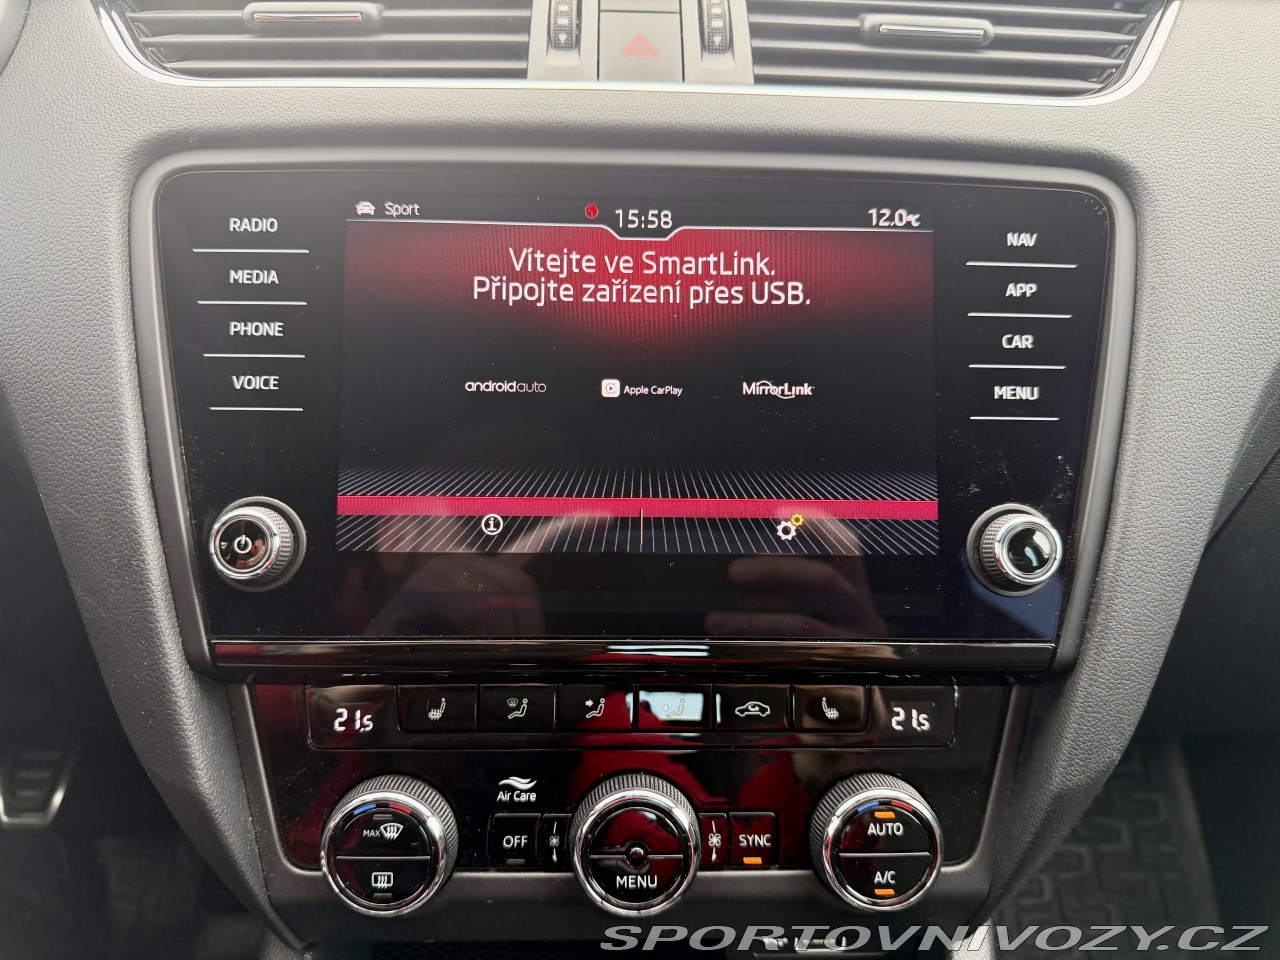 Sport
15:58
12.0°C
RADIO
MEDIA
PHONE
VOICE
NAV
APP
CAR
MENU
Vítejte ve SmartLink.
Připojte zařízení přes USB.
androidauto
Apple CarPlay
MirrorLink
21.5
21.5
Air Care
MAX
OFF
MENU
SYNC
AUTO
A/C
SPORTOVNIVOZY.CZ